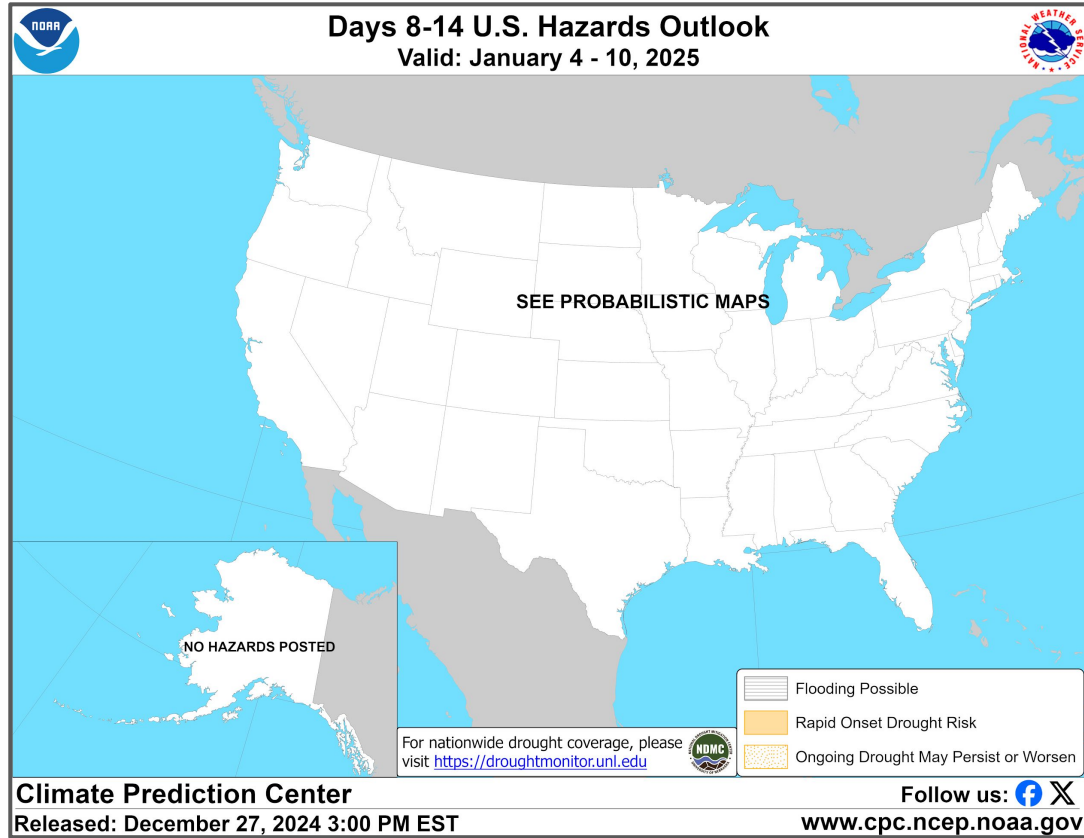 NOAA
Days 8-14 U.S. Hazards Outlook
Valid: January 4 - 10, 2025
NATIONAL WEATHER SERVICE
SEE PROBABILISTIC MAPS
NO HAZARDS POSTED
For nationwide drought coverage, please
visit https://droughtmonitor.unl.edu
NDMC
Flooding Possible
Rapid Onset Drought Risk
Ongoing Drought May Persist or Worsen
Climate Prediction Center
Follow us:
Released: December 27, 2024 3:00 PM EST
www.cpc.ncep.noaa.gov